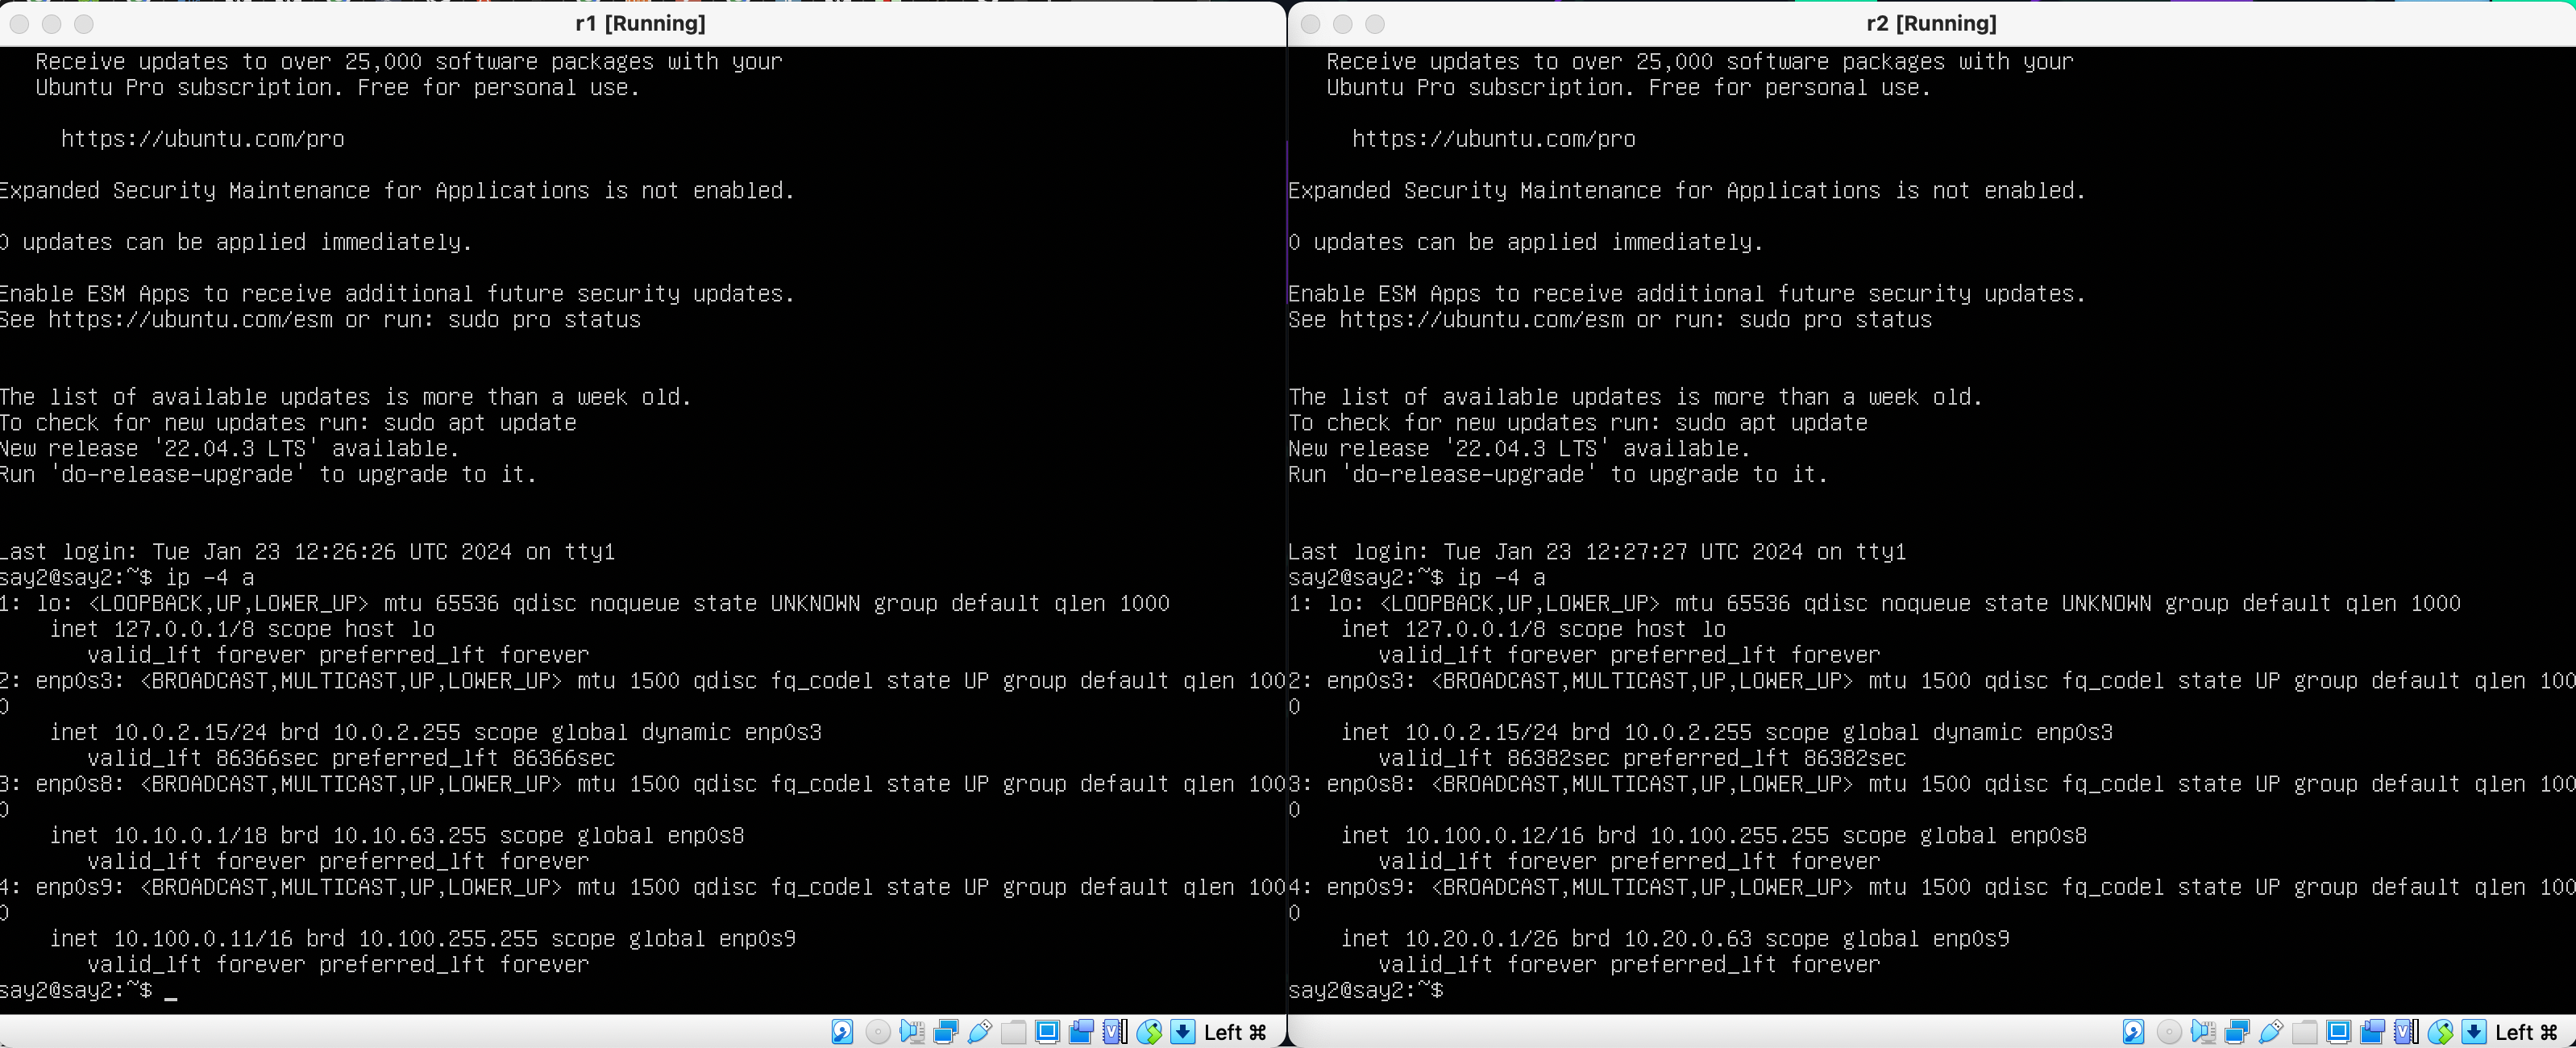 r1 [Running]
Receive updates to over 25,000 software packages with your
Ubuntu Pro subscription. Free for personal use.
https://ubuntu.com/pro
Expanded Security Maintenance for Applications is not enabled.
0 updates can be applied immediately.
Enable ESM Apps to receive additional future security updates.
See https://ubuntu.com/esm or run: sudo pro status
The list of available updates is more than a week old.
To check for new updates run: sudo apt update
New release '22.04.3 LTS' available.
Run 'do-release-upgrade' to upgrade to it.
Last login: Tue Jan 23 12:26:26 UTC 2024 on tty1
say2@say2:~$ ip -4 a
1: lo: <LOOPBACK,UP,LOWER_UP> mtu 65536 qdisc noqueue state UNKNOWN group default qlen 1000
inet 127.0.0.1/8 scope host lo
valid_lft forever preferred_lft forever
2: enp0s3: <BROADCAST,MULTICAST,UP,LOWER_UP> mtu 1500 qdisc fq_codel state UP group default qlen 100
0
inet 10.0.2.15/24 brd 10.0.2.255 scope global dynamic enp0s3
valid_lft 86366sec preferred_lft 86366sec
3: enp0s8: <BROADCAST,MULTICAST,UP,LOWER_UP> mtu 1500 qdisc fq_codel state UP group default qlen 100
0
inet 10.10.0.1/18 brd 10.10.63.255 scope global enp0s8
valid_lft forever preferred_lft forever
4: enp0s9: <BROADCAST,MULTICAST,UP,LOWER_UP> mtu 1500 qdisc fq_codel state UP group default qlen 100
0
inet 10.100.0.11/16 brd 10.100.255.255 scope global enp0s9
valid_lft forever preferred_lft forever
say2@say2:~$ _
Left ⌘
r2 [Running]
Receive updates to over 25,000 software packages with your
Ubuntu Pro subscription. Free for personal use.
https://ubuntu.com/pro
Expanded Security Maintenance for Applications is not enabled.
0 updates can be applied immediately.
Enable ESM Apps to receive additional future security updates.
See https://ubuntu.com/esm or run: sudo pro status
The list of available updates is more than a week old.
To check for new updates run: sudo apt update
New release '22.04.3 LTS' available.
Run 'do-release-upgrade' to upgrade to it.
Last login: Tue Jan 23 12:27:27 UTC 2024 on tty1
say2@say2:~$ ip -4 a
1: lo: <LOOPBACK,UP,LOWER_UP> mtu 65536 qdisc noqueue state UNKNOWN group default qlen 1000
inet 127.0.0.1/8 scope host lo
valid_lft forever preferred_lft forever
2: enp0s3: <BROADCAST,MULTICAST,UP,LOWER_UP> mtu 1500 qdisc fq_codel state UP group default qlen 100
0
inet 10.0.2.15/24 brd 10.0.2.255 scope global dynamic enp0s3
valid_lft 86382sec preferred_lft 86382sec
3: enp0s8: <BROADCAST,MULTICAST,UP,LOWER_UP> mtu 1500 qdisc fq_codel state UP group default qlen 100
0
inet 10.100.0.12/16 brd 10.100.255.255 scope global enp0s8
valid_lft forever preferred_lft forever
4: enp0s9: <BROADCAST,MULTICAST,UP,LOWER_UP> mtu 1500 qdisc fq_codel state UP group default qlen 100
0
inet 10.20.0.1/26 brd 10.20.0.63 scope global enp0s9
valid_lft forever preferred_lft forever
say2@say2:~$
Left ⌘